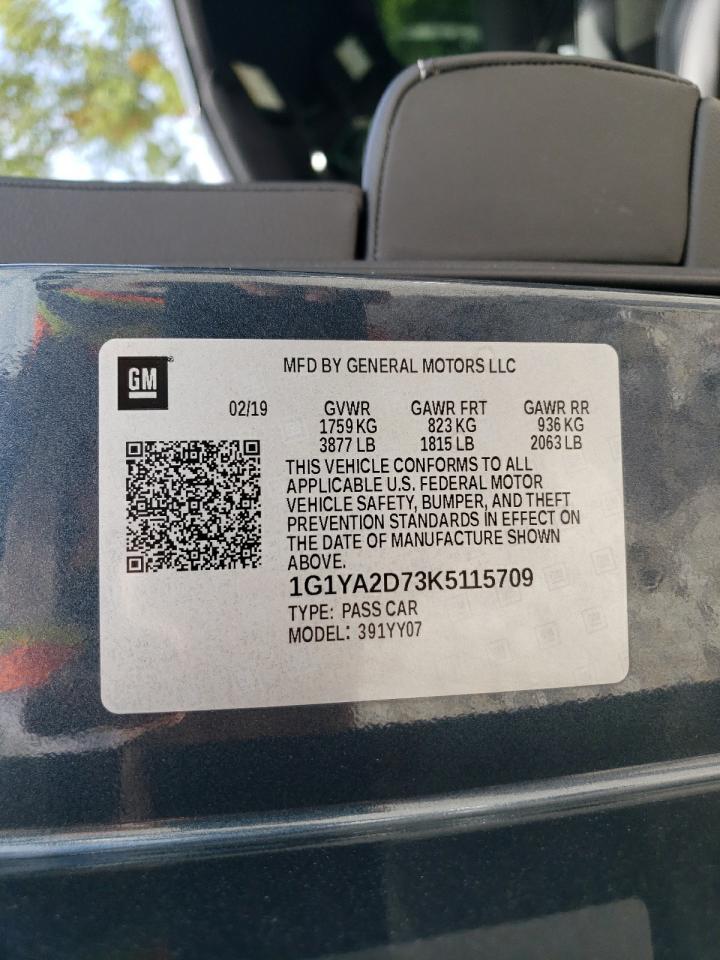 GM®
MFD BY GENERAL MOTORS LLC
02/19 GVWR GAWR FRT GAWR RR
1759 KG 823 KG 936 KG
3877 LB 1815 LB 2063 LB
THIS VEHICLE CONFORMS TO ALL
APPLICABLE U.S. FEDERAL MOTOR
VEHICLE SAFETY, BUMPER, AND THEFT
PREVENTION STANDARDS IN EFFECT ON
THE DATE OF MANUFACTURE SHOWN
ABOVE.
1G1YA2D73K5115709
TYPE: PASS CAR
MODEL: 391YY07